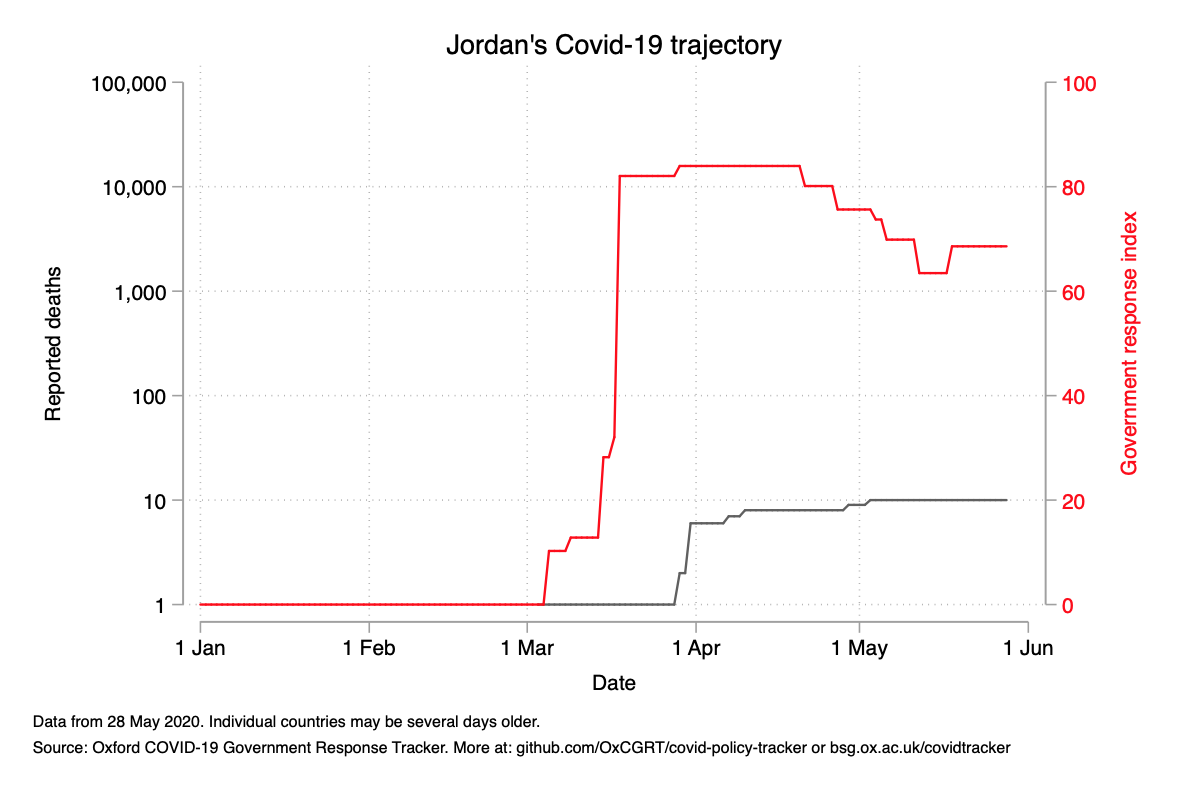 Jordan's Covid-19 trajectory
100,000
10,000
1,000
100
10
1
Reported deaths
100
80
60
40
20
0
Government response index
1 Jan 1 Feb 1 Mar 1 Apr 1 May 1 Jun
Date
Data from 28 May 2020. Individual countries may be several days older.
Source: Oxford COVID-19 Government Response Tracker. More at: github.com/OxCGRT/covid-policy-tracker or bsg.ox.ac.uk/covidtracker